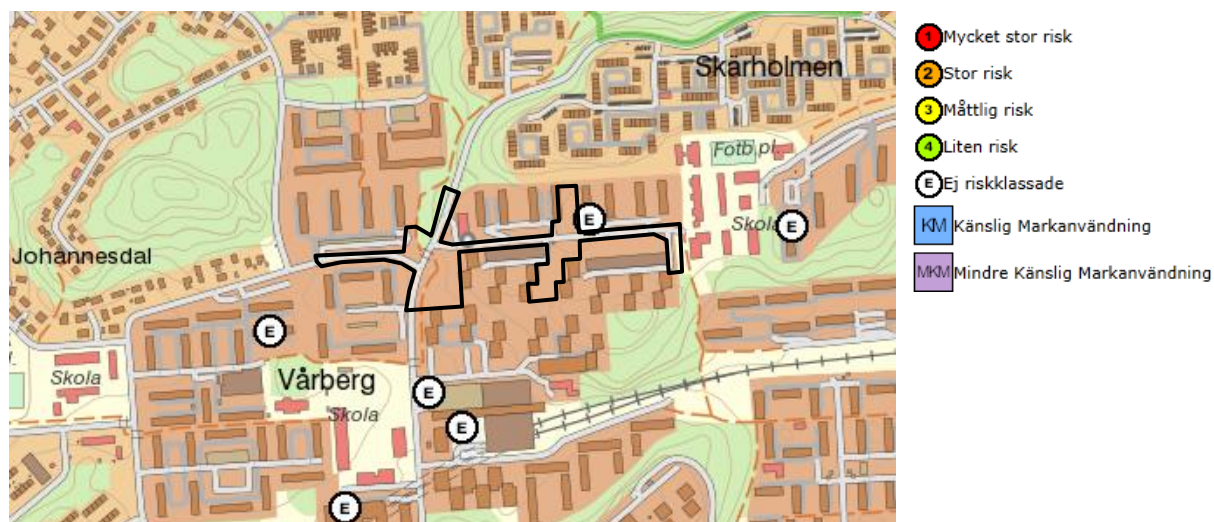 Skärholmen
Fotb.pl.
E
Skola
E
Johannesdal
E
Skola
Vårberg
Skola
E
E
E
1 Mycket stor risk
2 Stor risk
3 Måttlig risk
4 Liten risk
E Ej riskklassade
KM Känslig Markanvändning
MKM Mindre Känslig Markanvändning